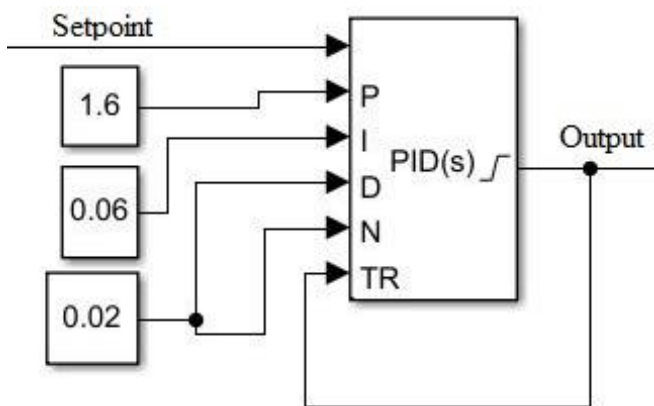 Setpoint
1.6
0.06
0.02
P
I
D
N
TR
PID(s)
Output